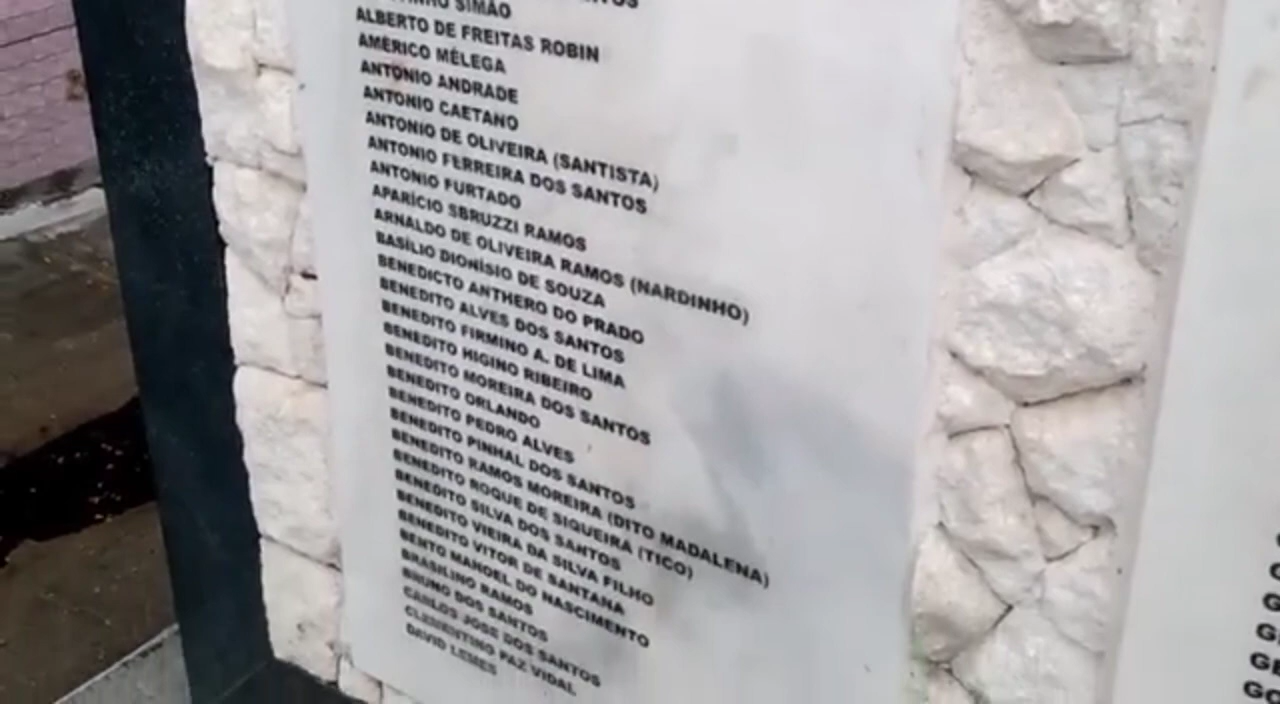 SIMÃO
ALBERTO DE FREITAS ROBIN
AMÉRICO MÉLEGA
ANTONIO ANDRADE
ANTONIO CAETANO
ANTONIO DE OLIVEIRA (SANTISTA)
ANTONIO FERREIRA DOS SANTOS
ANTONIO FURTADO
APARÍCIO SBRUZZI RAMOS
ARNALDO DE OLIVEIRA RAMOS (NARDINHO)
BASÍLIO DIONÍSIO DE SOUZA
BENEDICTO ANTHERO DO PRADO
BENEDITO ALVES DOS SANTOS
BENEDITO FIRMINO A. DE LIMA
BENEDITO HIGINO RIBEIRO
BENEDITO MOREIRA DOS SANTOS
BENEDITO ORLANDO
BENEDITO PEDRO ALVES
BENEDITO PINHAL DOS SANTOS
BENEDITO RAMOS MOREIRA (DITO MADALENA)
BENEDITO ROQUE DE SIQUEIRA (TICO)
BENEDITO SILVA DOS SANTOS
BENEDITO VIEIRA DA SILVA FILHO
BENEDITO VITOR DE SANTANA
BENTO MANOEL DO NASCIMENTO
BRASILINO RAMOS
BRUNO DOS SANTOS
CARLOS JOSÉ DOS SANTOS
CLEMENTINO PAZ VIDAL
DAVID LEMES